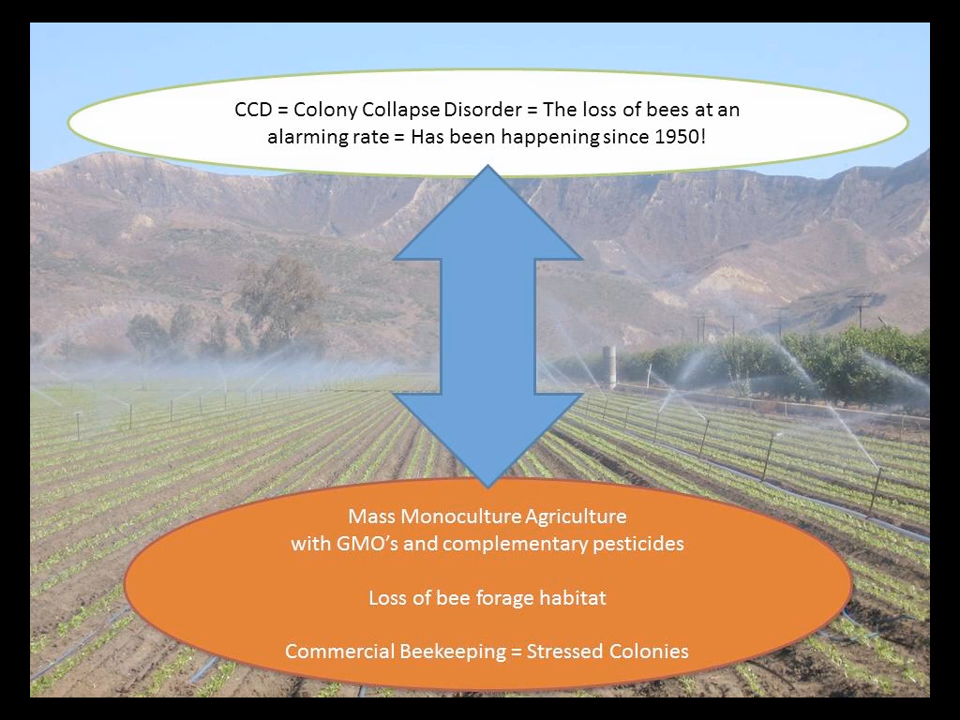 CCD = Colony Collapse Disorder = The loss of bees at an
alarming rate = Has been happening since 1950!
Mass Monoculture Agriculture
with GMO’s and complementary pesticides
Loss of bee forage habitat
Commercial Beekeeping = Stressed Colonies